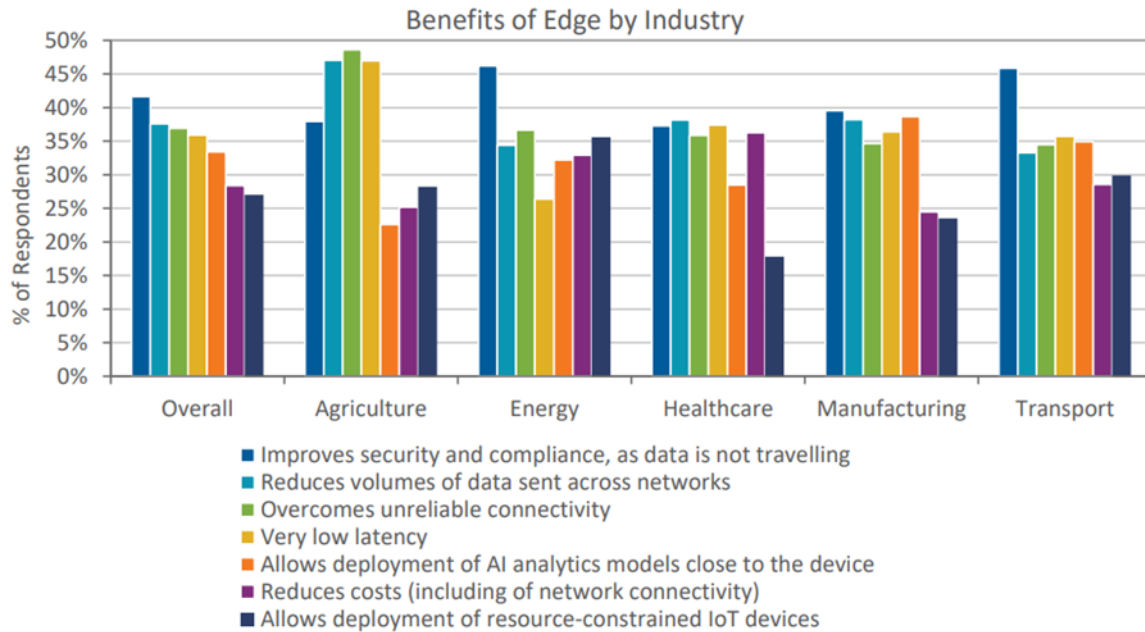 Benefits of Edge by Industry
50%
45%
40%
35%
30%
25%
20%
15%
10%
5%
0%
% of Respondents
Overall Agriculture Energy Healthcare Manufacturing Transport
Improves security and compliance, as data is not travelling
Reduces volumes of data sent across networks
Overcomes unreliable connectivity
Very low latency
Allows deployment of AI analytics models close to the device
Reduces costs (including of network connectivity)
Allows deployment of resource-constrained IoT devices